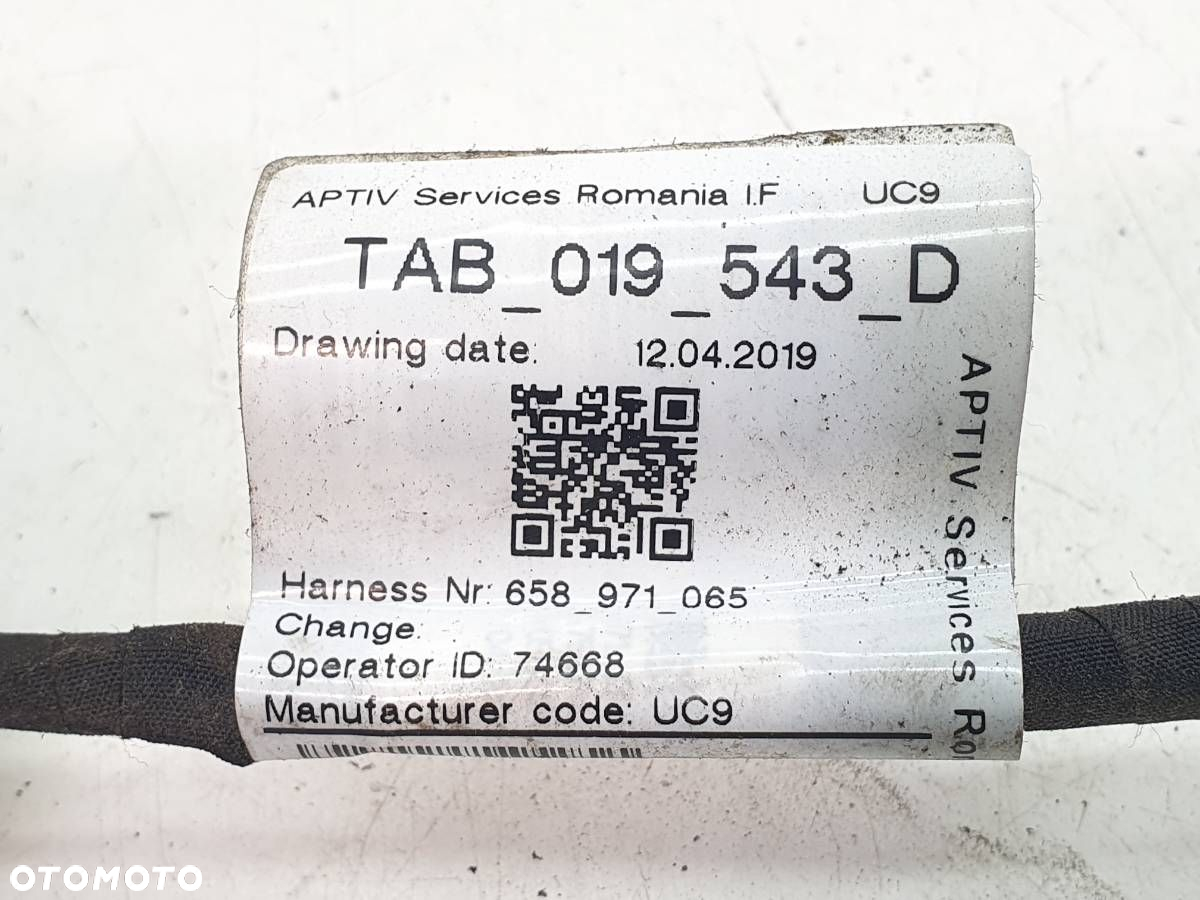 APTIV Services Romania I.F UC9
TAB_019_543_D
Drawing date: 12.04.2019
Harness Nr: 658_971_065
Change:
Operator ID: 74668
Manufacturer code: UC9
APTIV Services
OTOMOTO